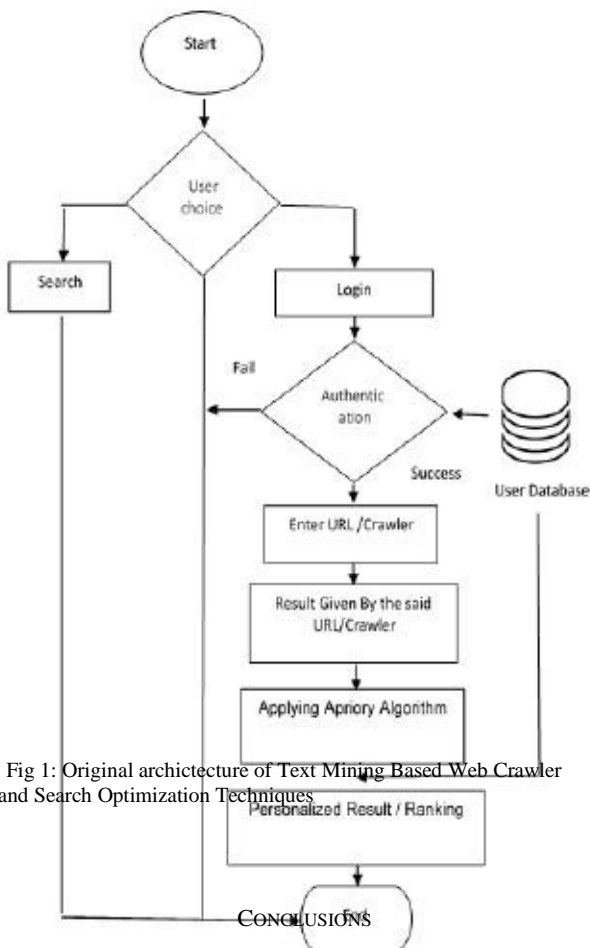 Start
User
choice
Search
Login
Fail
Authentic
ation
Success
User Database
Enter URL /Crawler
Result Given By the said
URL/Crawler
Applying Apriory Algorithm
Fig 1: Original archictecture of Text Mining Based Web Crawler
and Search Optimization Techniques
Personalized Result / Ranking
End
CONCLUSIONS